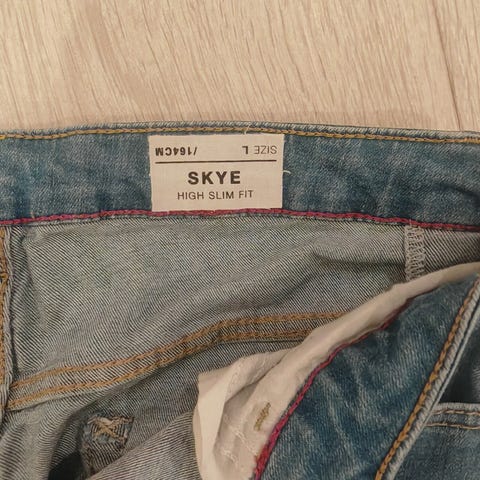 SIZE L /164CM
SKYE
HIGH SLIM FIT